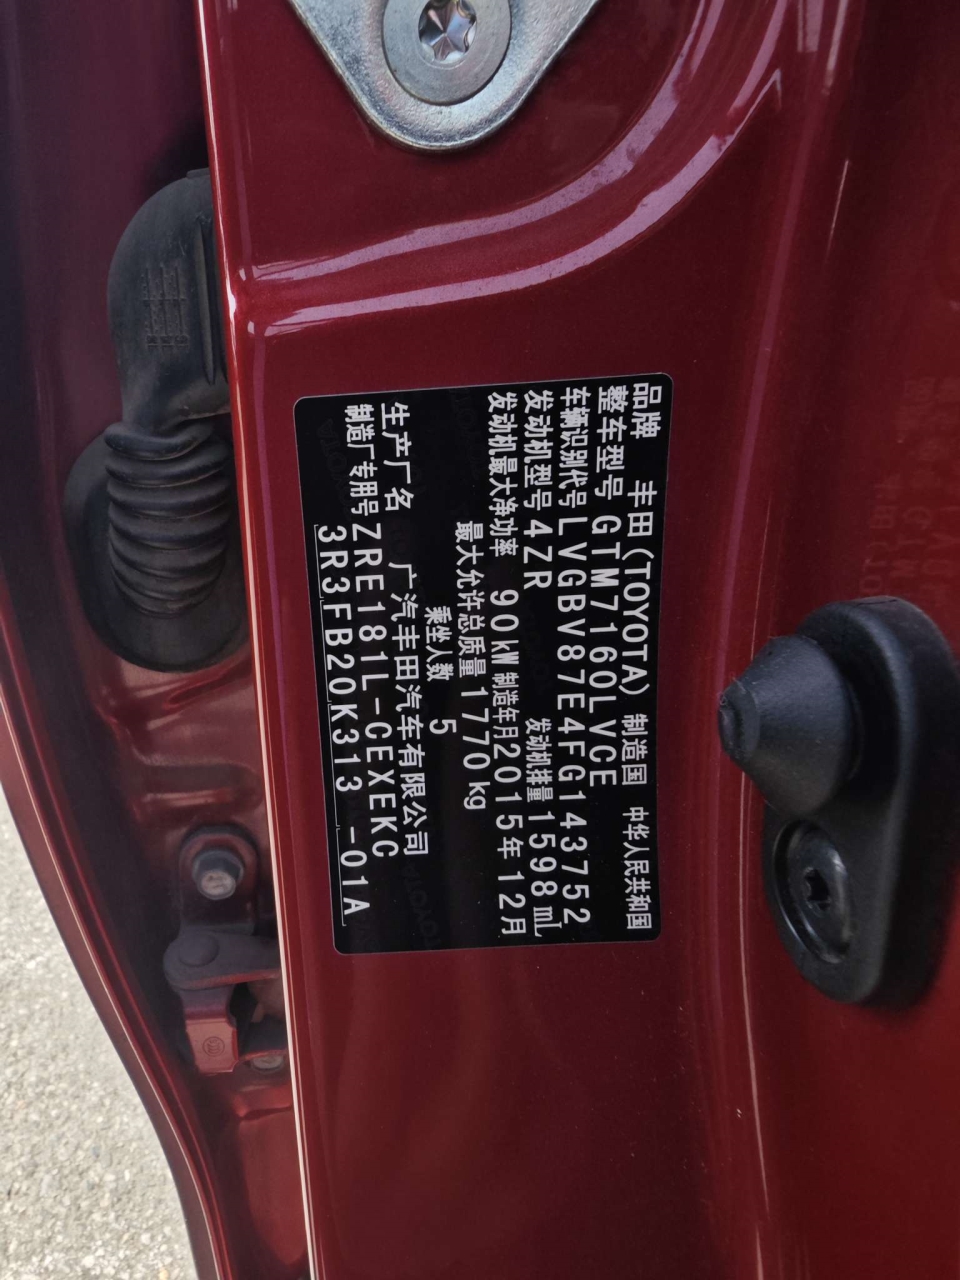 品牌 丰田(TOYOTA) 制造国 中华人民共和国
整车型号 GTM7160LVCE
车辆识别代号 LVGBV87E4FG143752
发动机型号 4ZR 发动机排量 1598mL
发动机最大净功率 90kW 制造年月 2015年12月
最大允许总质量 1770kg
乘坐人数 5
生产厂名 广汽丰田汽车有限公司
制造厂专用号 ZRE181L-CEXEKC
3R3FB20K313 -01A